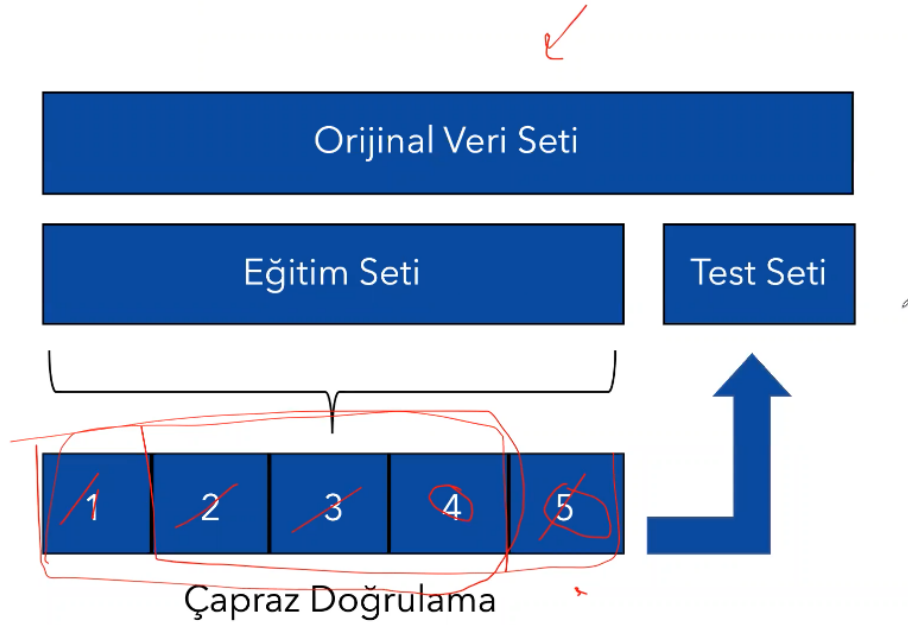 Orijinal Veri Seti
Eğitim Seti
Test Seti
1 2 3 4 5
Çapraz Doğrulama